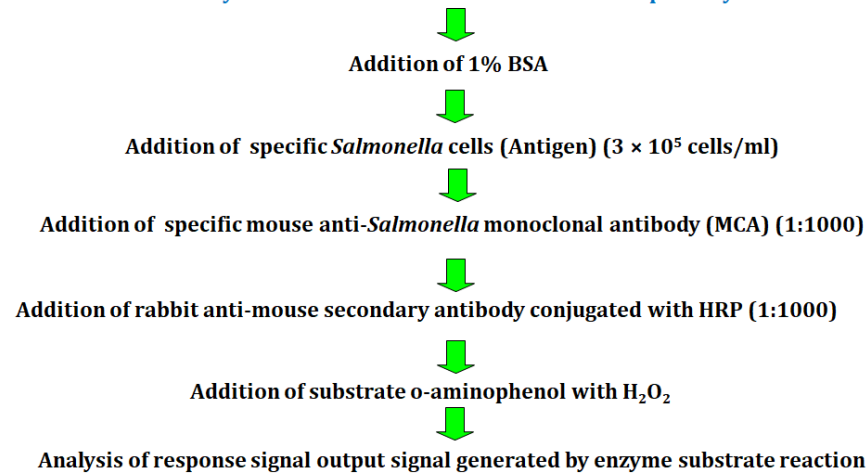 Addition of 1% BSA
Addition of specific Salmonella cells (Antigen) (3 × 10⁵ cells/ml)
Addition of specific mouse anti-Salmonella monoclonal antibody (MCA) (1:1000)
Addition of rabbit anti-mouse secondary antibody conjugated with HRP (1:1000)
Addition of substrate o-aminophenol with H₂O₂
Analysis of response signal output signal generated by enzyme substrate reaction